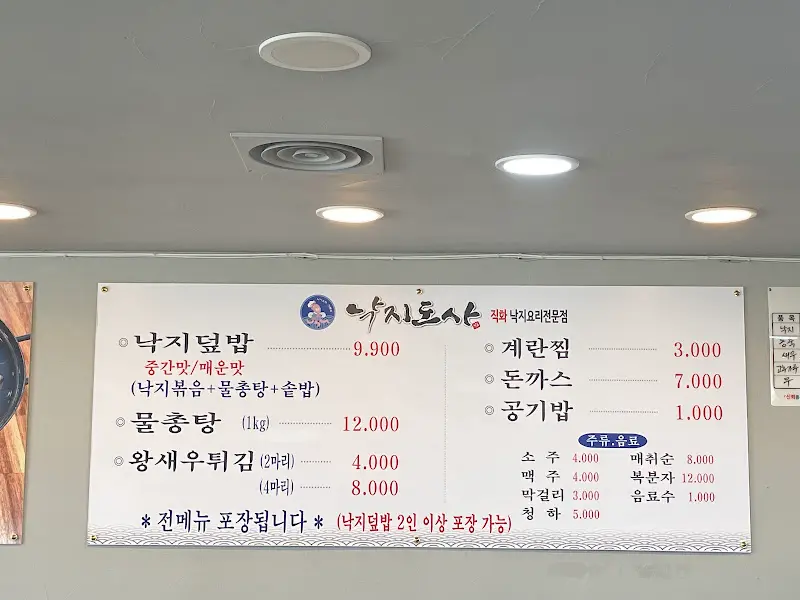 낙지도사 직화 낙지요리전문점
◎ 낙지덮밥 9.900
중간맛/매운맛
(낙지볶음+물총탕+솥밥)
◎ 물총탕 (1kg) 12.000
◎ 왕새우튀김 (2마리) 4.000
(4마리) 8.000
◎ 계란찜 3.000
◎ 돈까스 7.000
◎ 공기밥 1.000
주류.음료
소 주 4.000
맥 주 4.000
막걸리 3.000
청 하 5.000
매취순 8.000
복분자 12.000
음료수 1.000
* 전메뉴 포장됩니다 * (낙지덮밥 2인 이상 포장 가능)
품 목
낙지
새우